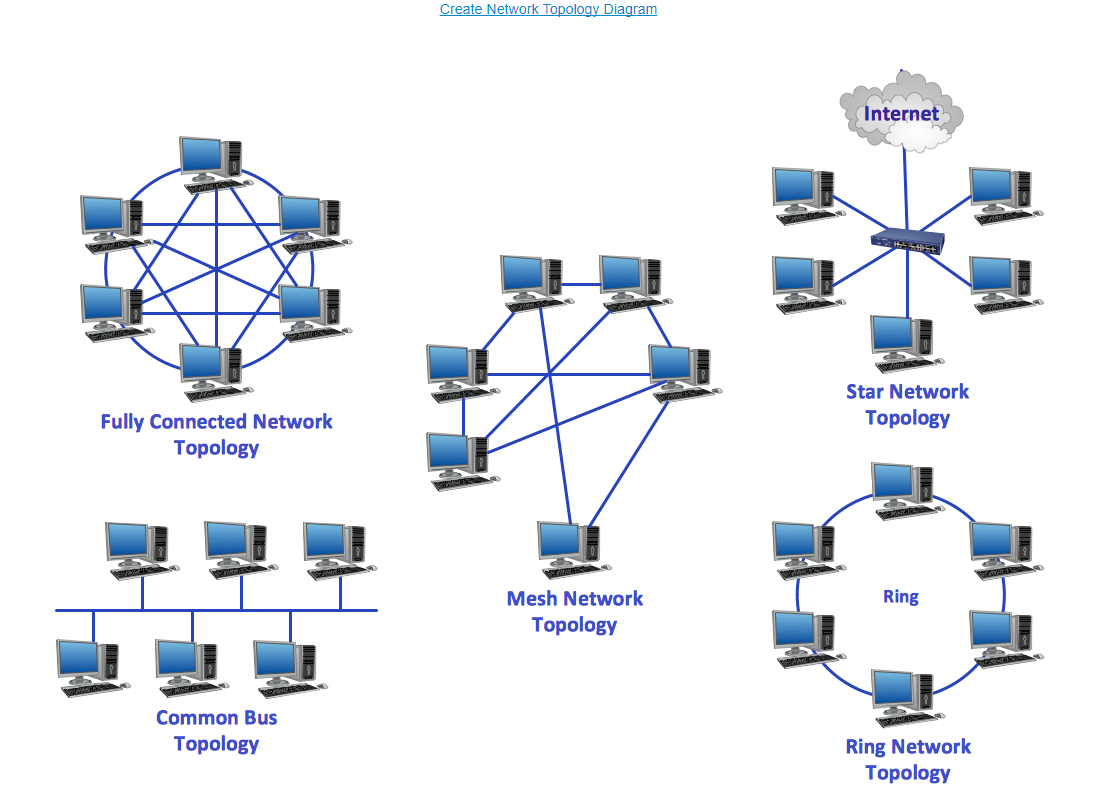 Create Network Topology Diagram
Internet
Fully Connected Network
Topology
Mesh Network
Topology
Star Network
Topology
Common Bus
Topology
Ring
Ring Network
Topology